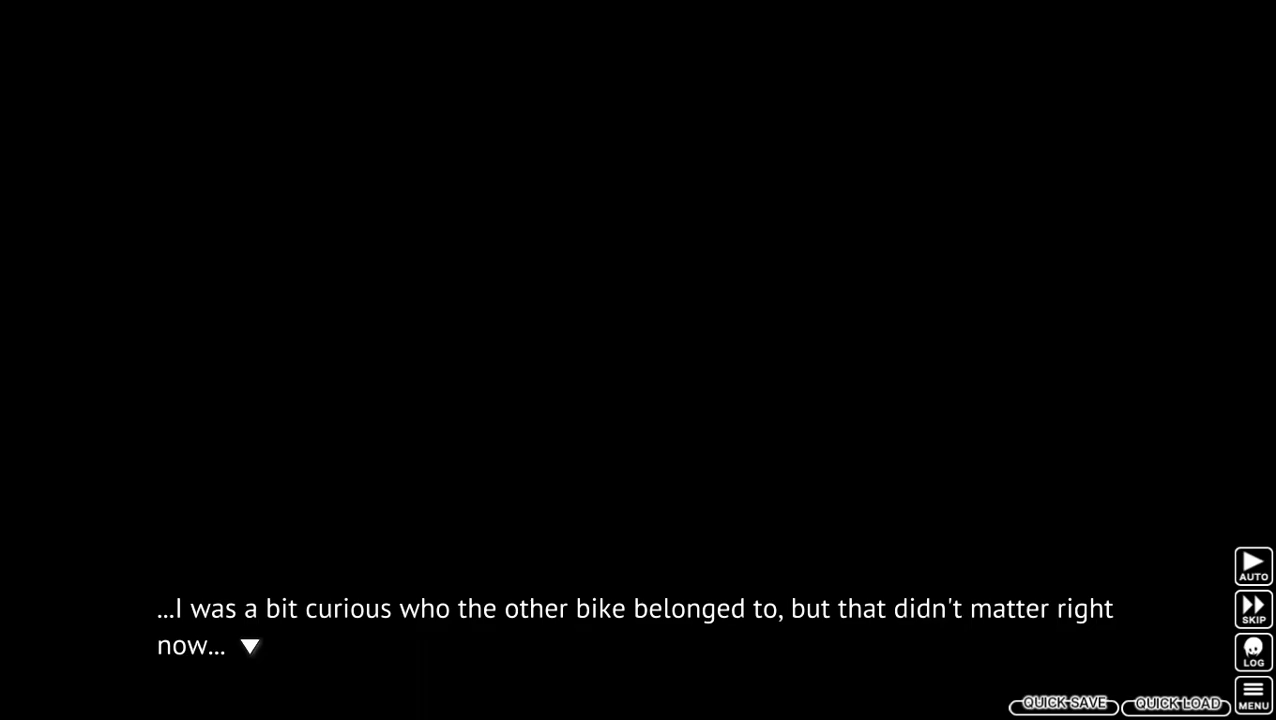 ...I was a bit curious who the other bike belonged to, but that didn't matter right
now...
AUTO
SKIP
LOG
MENU
QUICK SAVE QUICK LOAD